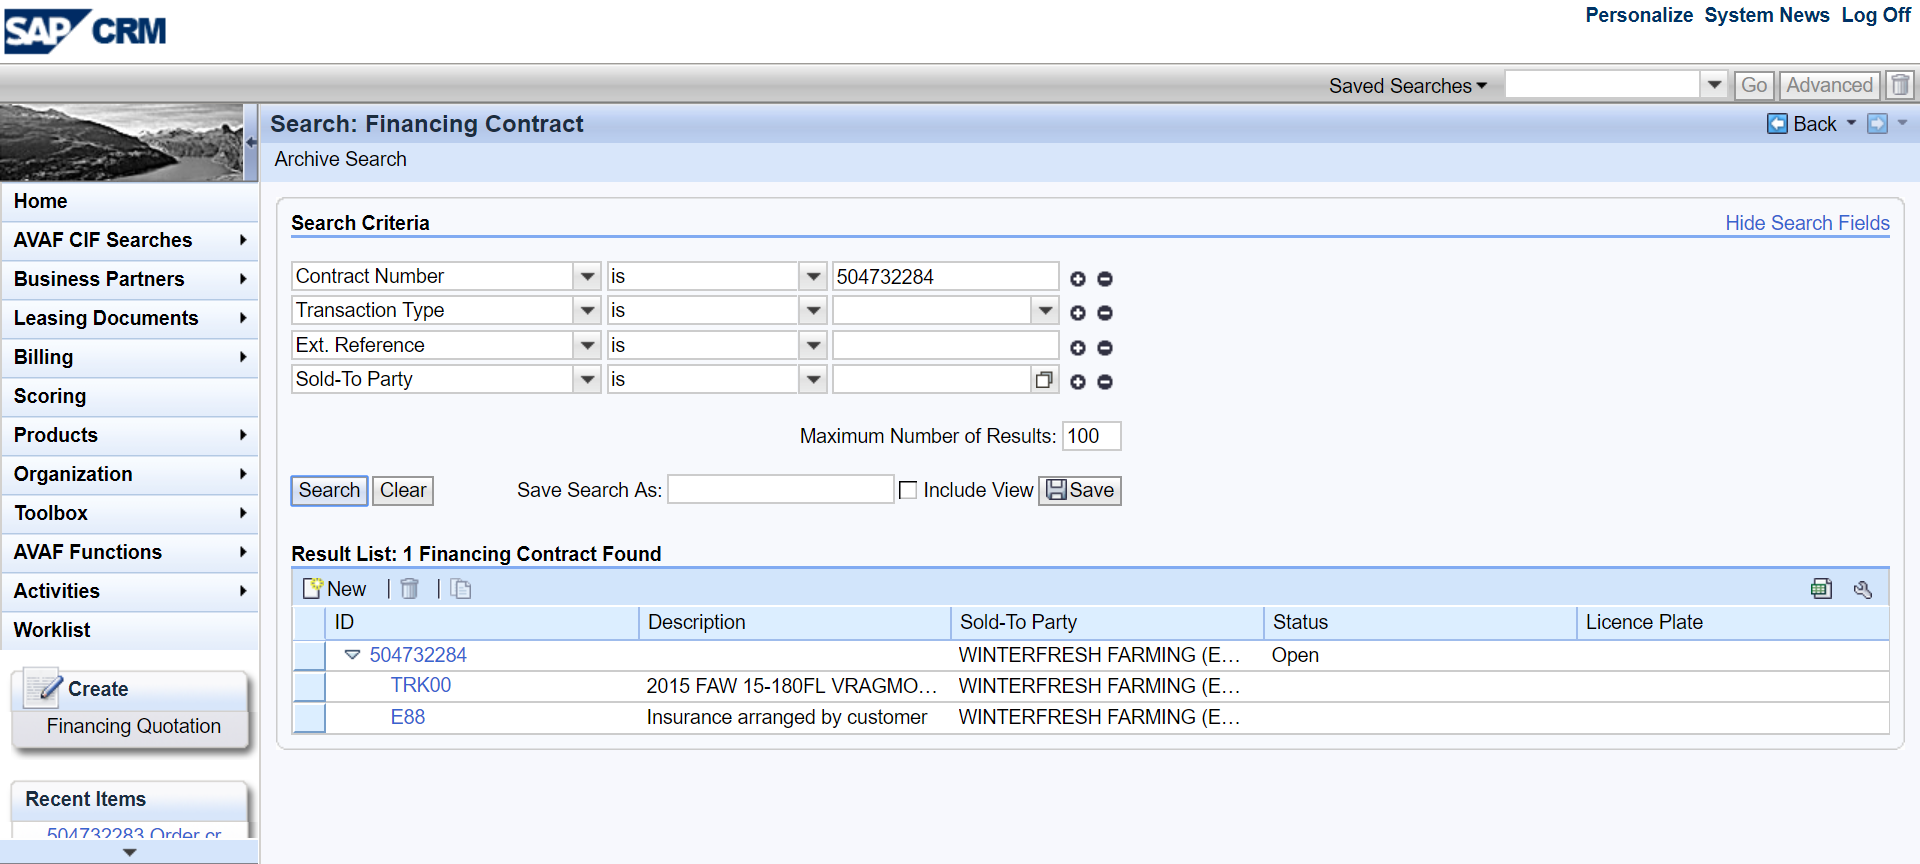 SAP CRM
Personalize System News Log Off
Saved Searches Go Advanced
Search: Financing Contract
Back
Archive Search
Home
AVAF CIF Searches
Business Partners
Leasing Documents
Billing
Scoring
Products
Organization
Toolbox
AVAF Functions
Activities
Worklist
Create
Financing Quotation
Recent Items
504732283 Order cr
Search Criteria
Hide Search Fields
Contract Number is 504732284
Transaction Type is
Ext. Reference is
Sold-To Party is
Maximum Number of Results: 100
Search Clear Save Search As: Include View Save
Result List: 1 Financing Contract Found
New
ID Description Sold-To Party Status Licence Plate
504732284 WINTERFRESH FARMING (E... Open
TRK00 2015 FAW 15-180FL VRAGMO... WINTERFRESH FARMING (E...
E88 Insurance arranged by customer WINTERFRESH FARMING (E...